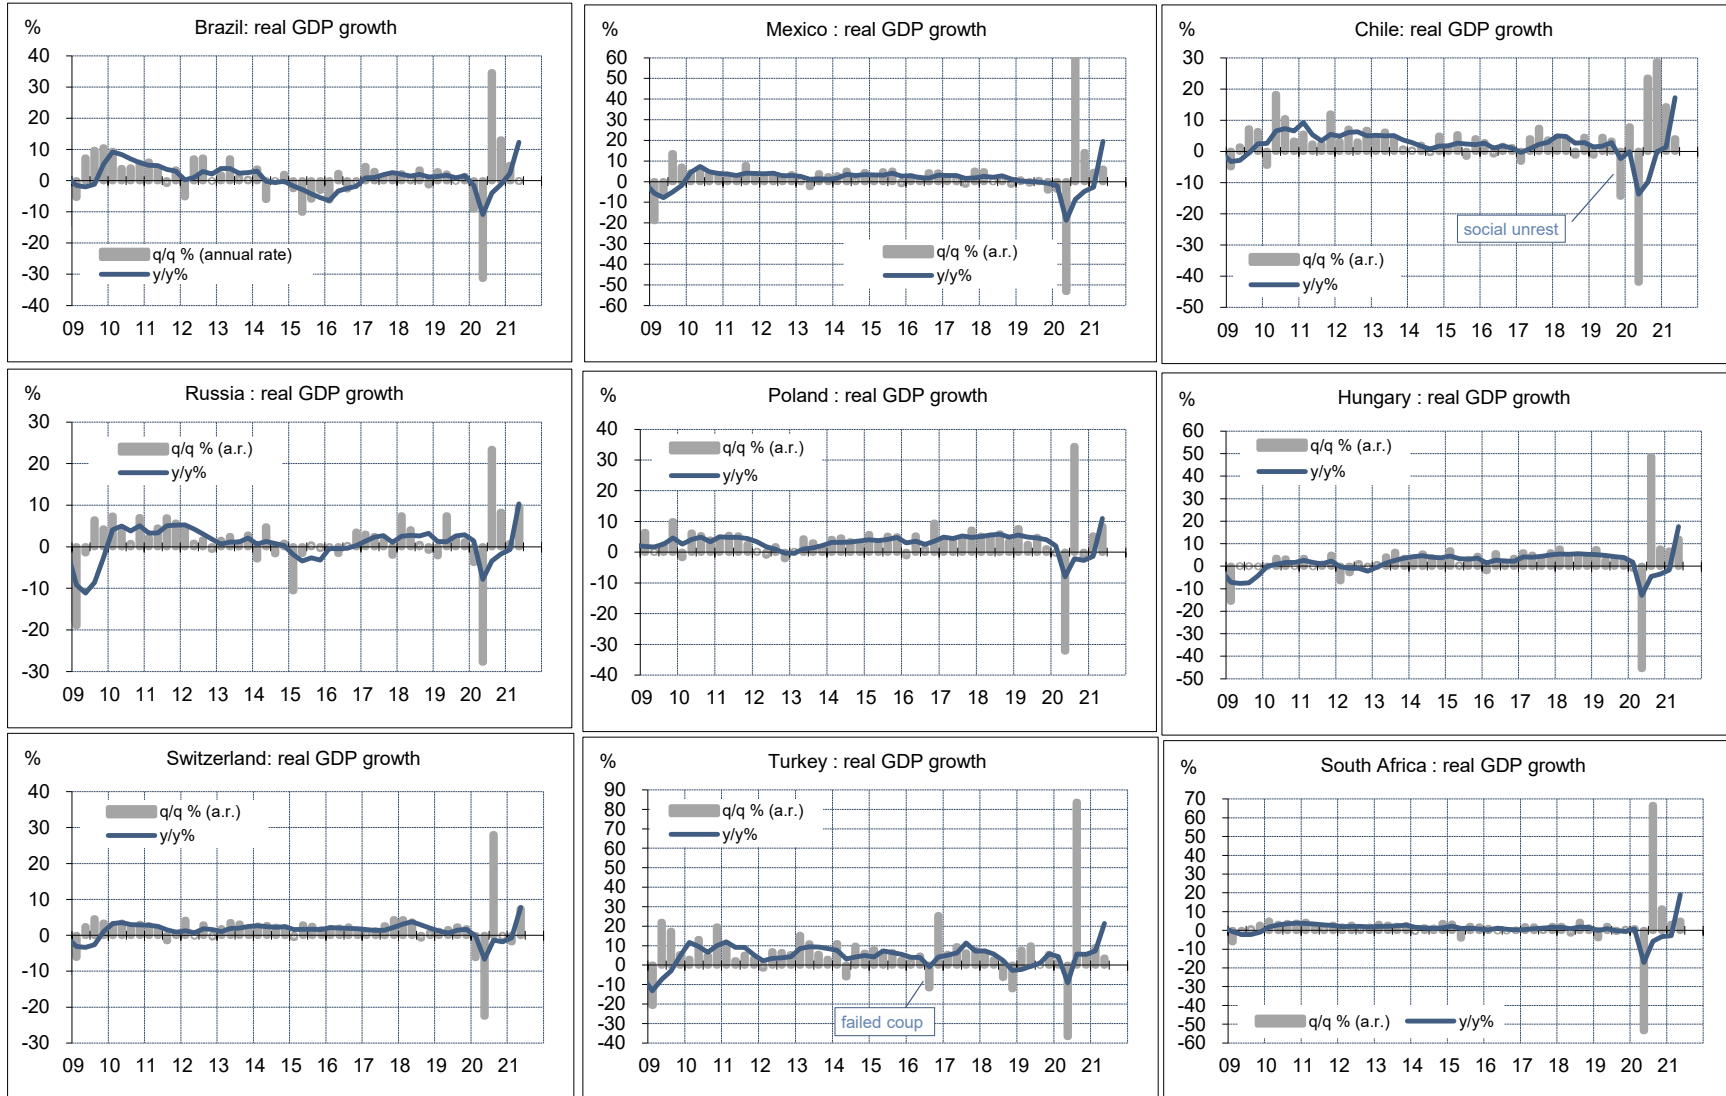 Brazil: real GDP growth
%
40
30
20
10
0
-10
-20
-30
-40
q/q % (annual rate)
y/y%
09 10 11 12 13 14 15 16 17 18 19 20 21
Mexico : real GDP growth
%
60
50
40
30
20
10
0
-10
-20
-30
-40
-50
-60
q/q % (a.r.)
y/y%
09 10 11 12 13 14 15 16 17 18 19 20 21
Chile: real GDP growth
%
30
20
10
0
-10
-20
-30
-40
-50
social unrest
q/q % (a.r.)
y/y%
09 10 11 12 13 14 15 16 17 18 19 20 21
Russia : real GDP growth
%
30
20
10
0
-10
-20
-30
q/q % (a.r.)
y/y%
09 10 11 12 13 14 15 16 17 18 19 20 21
Poland : real GDP growth
%
40
30
20
10
0
-10
-20
-30
-40
q/q % (a.r.)
y/y%
09 10 11 12 13 14 15 16 17 18 19 20 21
Hungary : real GDP growth
%
60
50
40
30
20
10
0
-10
-20
-30
-40
-50
q/q % (a.r.)
y/y%
09 10 11 12 13 14 15 16 17 18 19 20 21
Switzerland: real GDP growth
%
40
30
20
10
0
-10
-20
-30
q/q % (a.r.)
y/y%
09 10 11 12 13 14 15 16 17 18 19 20 21
Turkey : real GDP growth
%
90
80
70
60
50
40
30
20
10
0
-10
-20
-30
-40
q/q % (a.r.)
y/y%
failed coup
09 10 11 12 13 14 15 16 17 18 19 20 21
South Africa : real GDP growth
%
70
60
50
40
30
20
10
0
-10
-20
-30
-40
-50
-60
q/q % (a.r.) y/y%
09 10 11 12 13 14 15 16 17 18 19 20 21